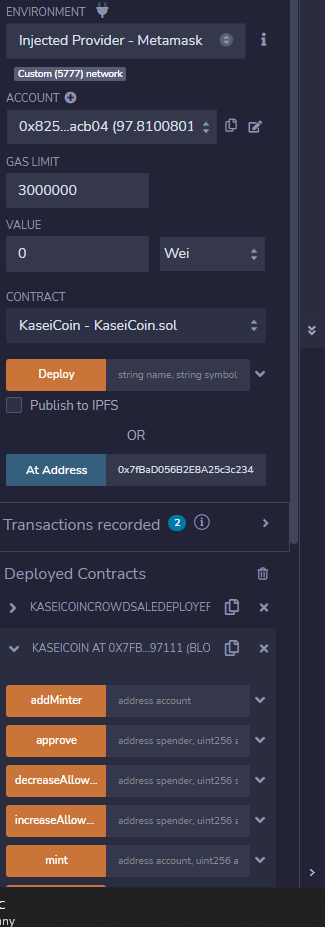 ENVIRONMENT
Injected Provider - Metamask
Custom (5777) network
ACCOUNT
0x825...acb04 (97.8100801
GAS LIMIT
3000000
VALUE
0 Wei
CONTRACT
KaseiCoin - KaseiCoin.sol
Deploy string name, string symbol
Publish to IPFS
OR
At Address 0x7fBaD056B2E8A25c3c234
Transactions recorded 2
Deployed Contracts
KASEICOINCROWDSALEDEPLOYER
KASEICOIN AT 0X7FB...97111 (BLO
addMinter address account
approve address spender, uint256 a
decreaseAllow... address spender, uint256 a
increaseAllow... address spender, uint256 a
mint address account, uint256 a
C
ny